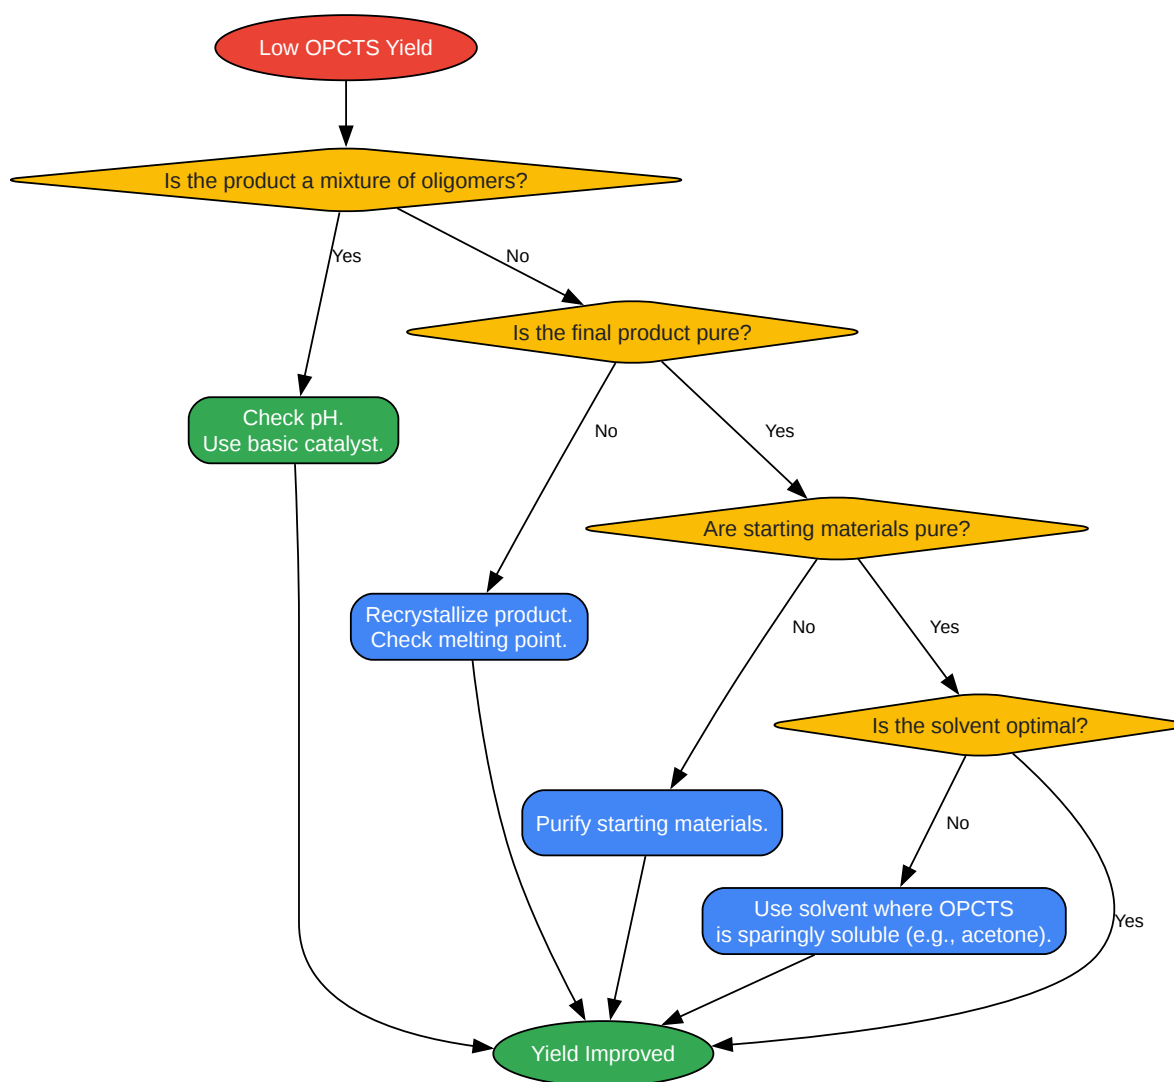 Low OPCTS Yield
Is the product a mixture of oligomers?
Yes
No
Is the final product pure?
Check pH.
Use basic catalyst.
No
Yes
Are starting materials pure?
Recrystallize product.
Check melting point.
No
Yes
Is the solvent optimal?
Purify starting materials.
No
Use solvent where OPCTS
is sparingly soluble (e.g., acetone).
Yes
Yield Improved